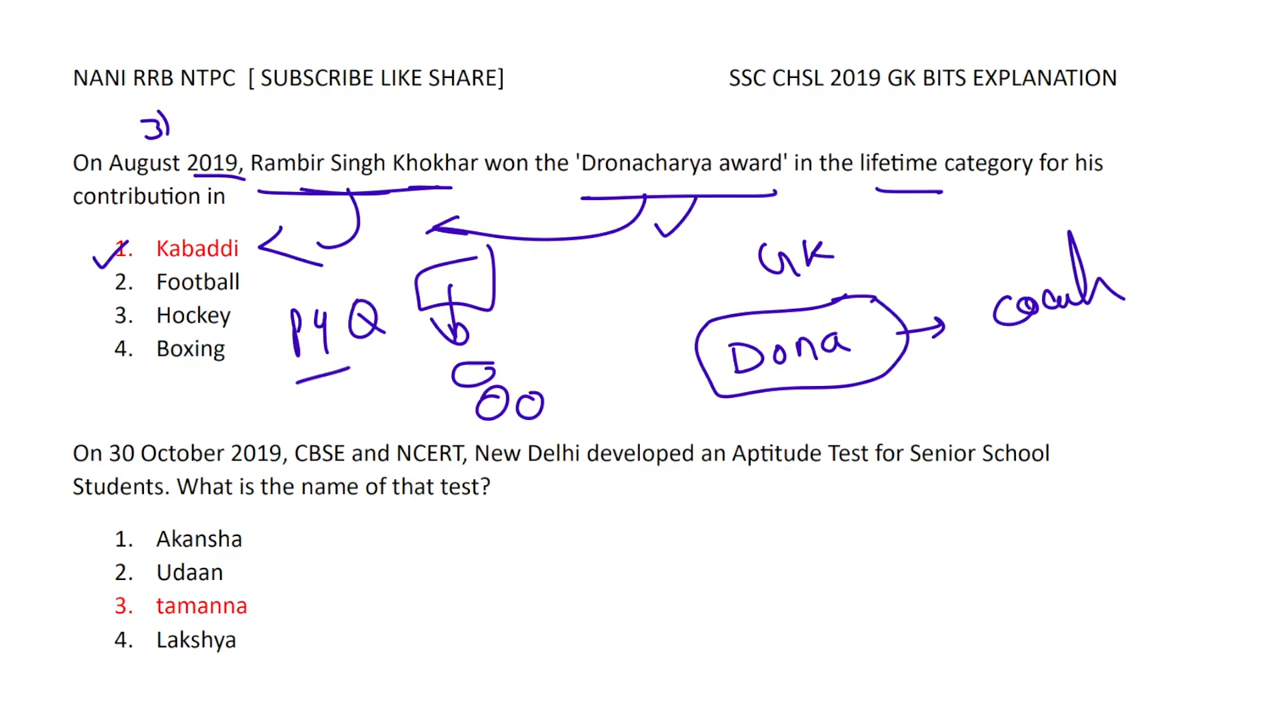 NANI RRB NTPC [ SUBSCRIBE LIKE SHARE] SSC CHSL 2019 GK BITS EXPLANATION
3)
On August 2019, Rambir Singh Khokhar won the 'Dronacharya award' in the lifetime category for his
contribution in
1. Kabaddi
2. Football
3. Hockey
4. Boxing
PYQ
GK
Dona
coach
On 30 October 2019, CBSE and NCERT, New Delhi developed an Aptitude Test for Senior School
Students. What is the name of that test?
1. Akansha
2. Udaan
3. tamanna
4. Lakshya